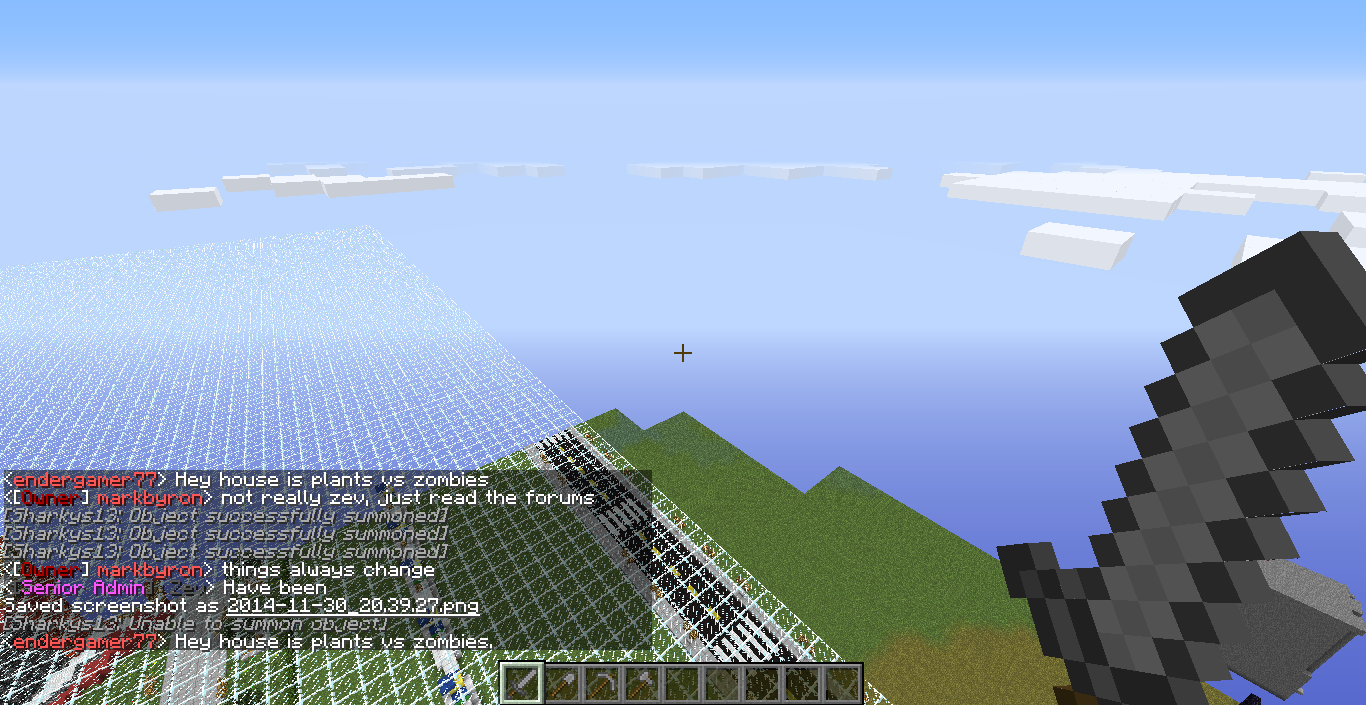 <endergamer77> Hey house is plants vs zombies
<[Owner] markbyron> not really zev, just read the forums
[Sharkys13: Object successfully summoned]
[Sharkys13: Object successfully summoned]
[Sharkys13: Object successfully summoned]
<[Owner] markbyron> things always change
<[Senior Admin] Zev> Have been
Saved screenshot as 2014-11-30_20.39.27.png
[Sharkys13: Unable to summon object]
<endergamer77> Hey house is plants vs zombies,